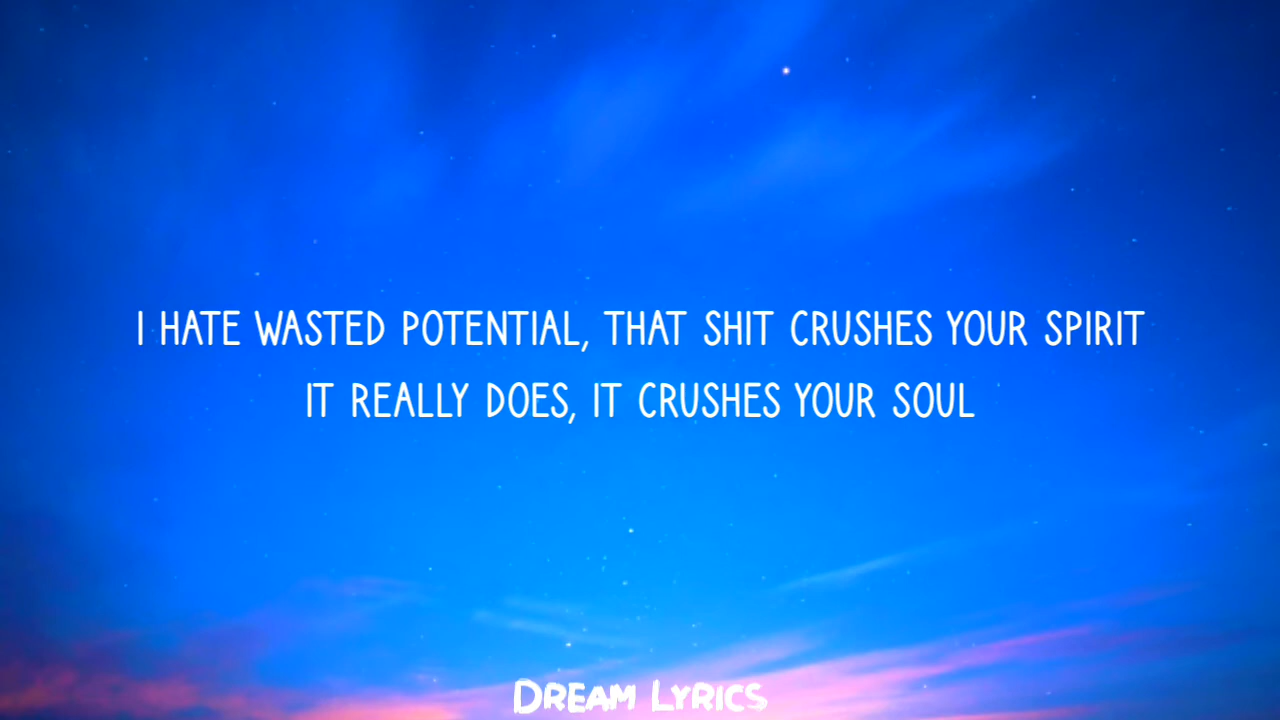 I HATE WASTED POTENTIAL, THAT SHIT CRUSHES YOUR SPIRIT
IT REALLY DOES, IT CRUSHES YOUR SOUL
DREAM LYRICS